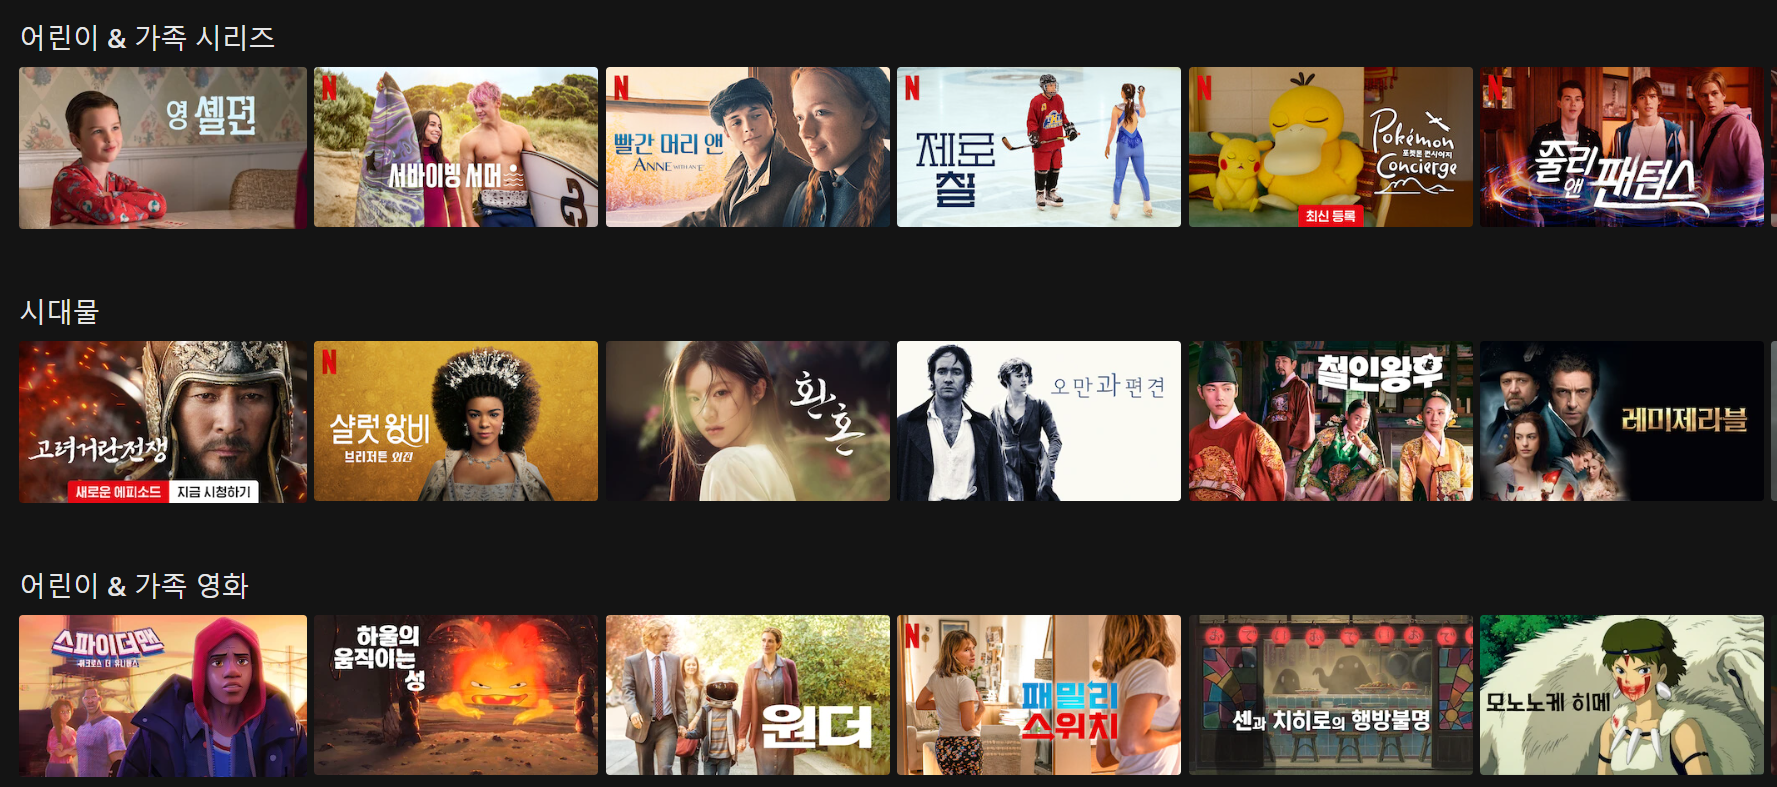 어린이 & 가족 시리즈
영 셸던
N
서바이빙 서머
N
빨간 머리 앤
ANNE WITH AN "E"
N
제로
칠
N
Pokémon
포켓몬 컨시어지
Concierge
최신 등록
N
줄리
앤 팬텀스
시대물
고려거란전쟁
새로운 에피소드 지금 시청하기
N
샬럿 왕비
브리저튼 외전
환
혼
오만과 편견
철인왕후
레미제라블
어린이 & 가족 영화
스파이더맨
어크로스 더 유니버스
하울의
움직이는
성
원더
N
패밀리
스위치
센과 치히로의 행방불명
모노노케 히메